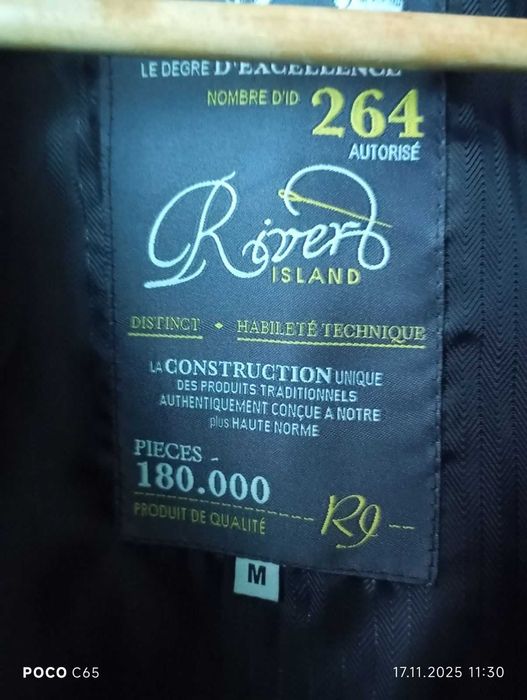 LE DEGRE D'EXCELLENCE
NOMBRE D'ID 264
AUTORISÉ
River
ISLAND
DISTINCT • HABILETÉ TECHNIQUE
LA CONSTRUCTION UNIQUE
DES PRODUITS TRADITIONNELS
AUTHENTIQUEMENT CONÇUE A NOTRE
plus HAUTE NORME
PIECES -
180.000
PRODUIT DE QUALITÉ
RI
M
POCO C65
17.11.2025 11:30